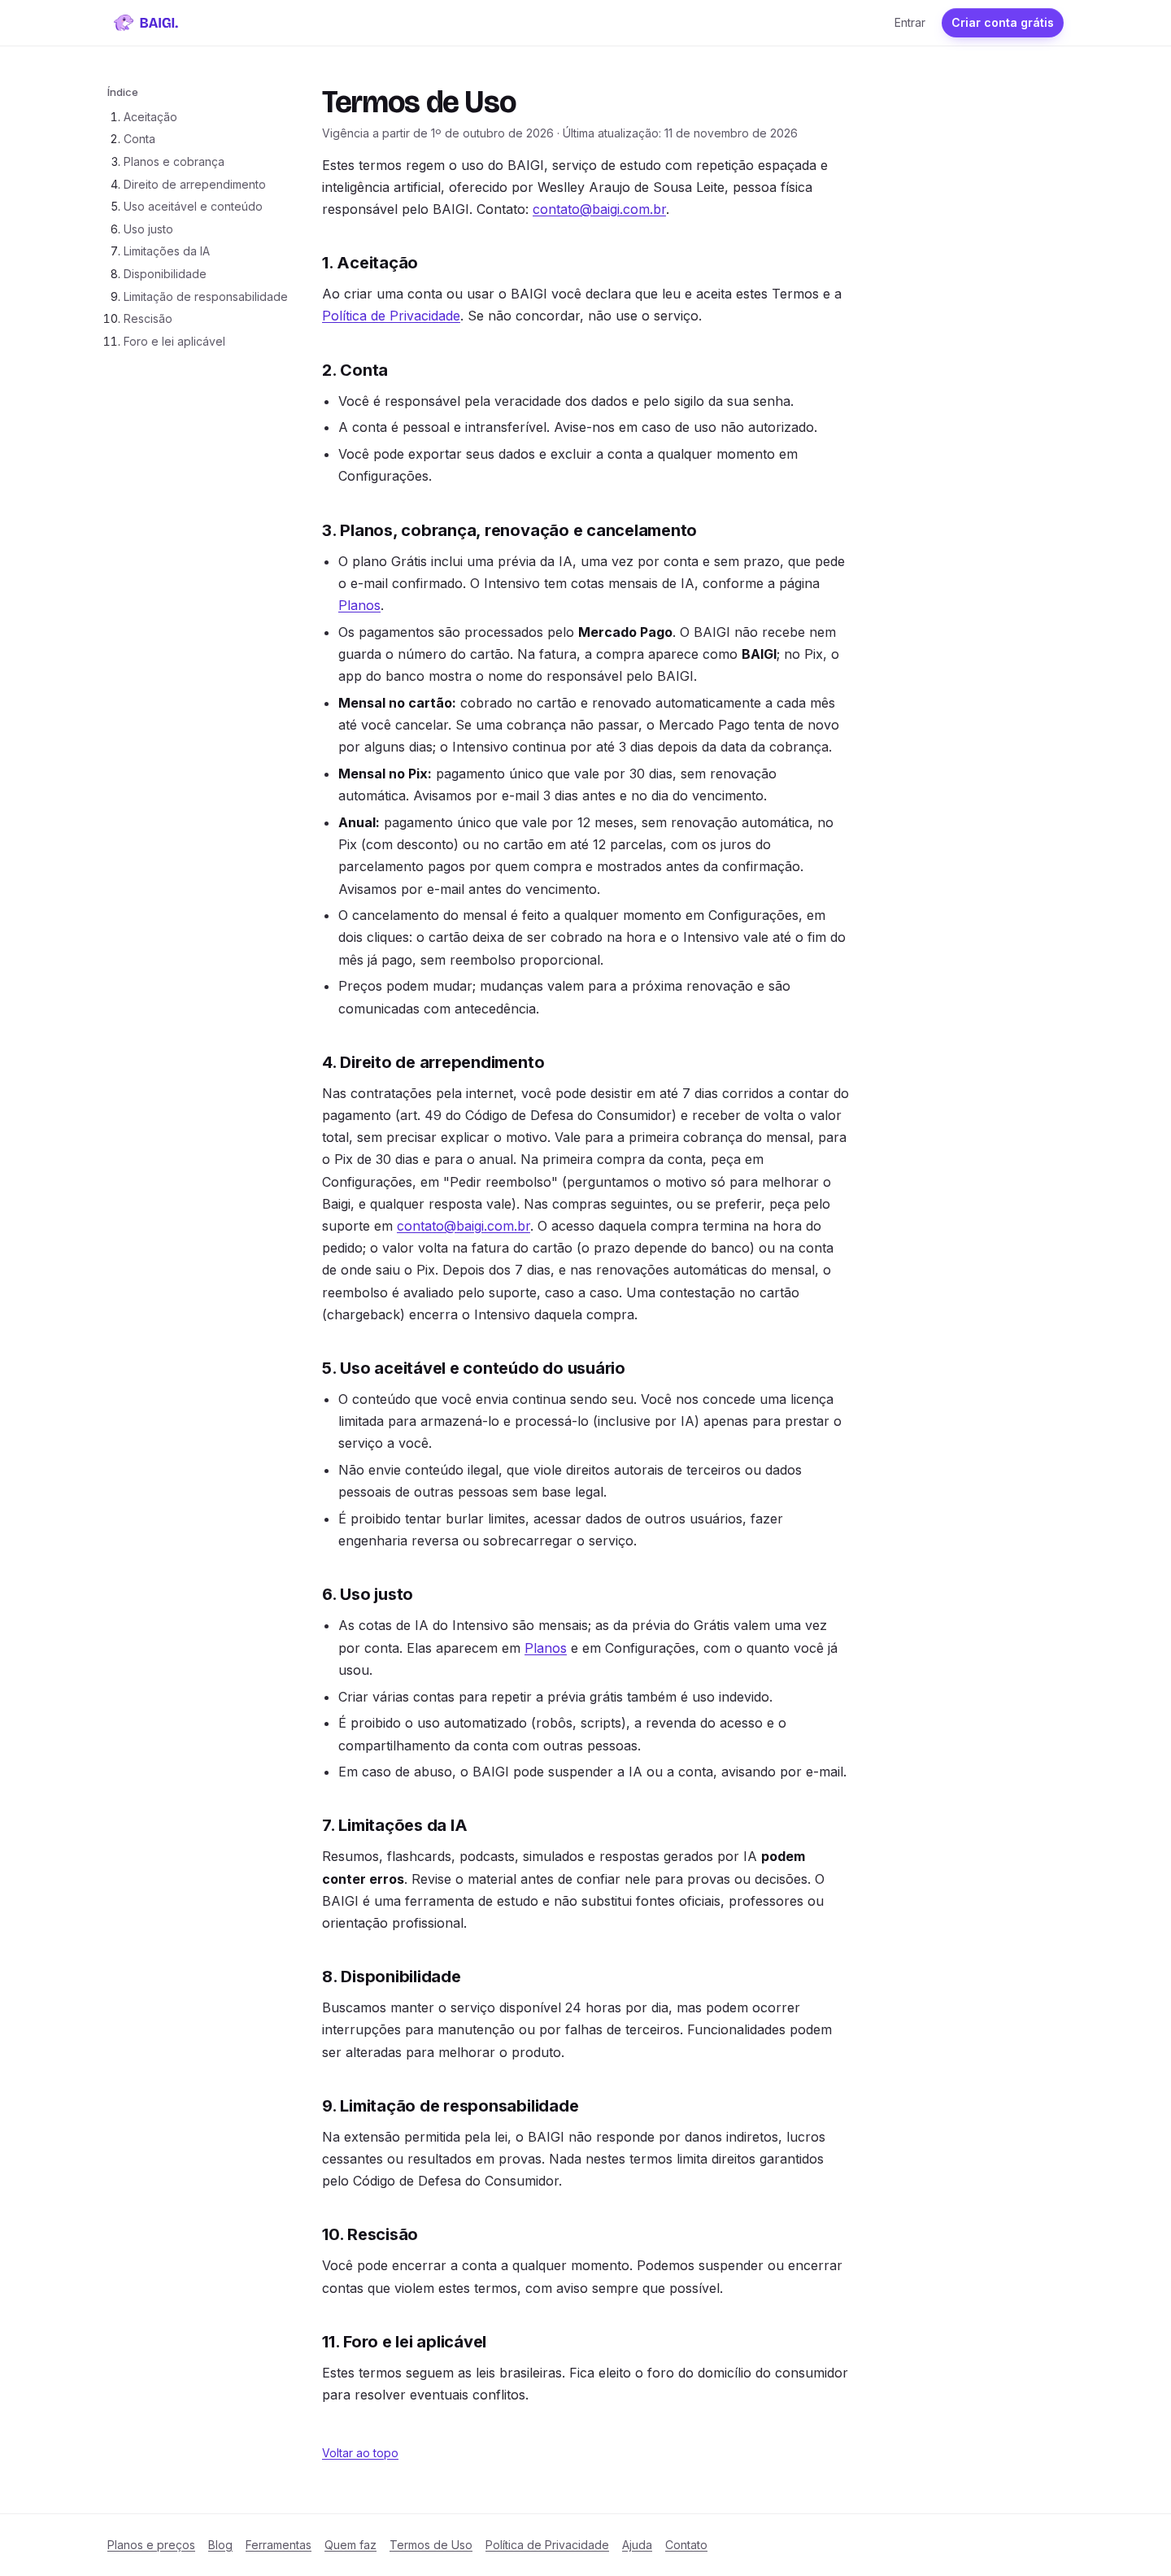 BAIGI.
Entrar
Criar conta grátis
Índice
1. Aceitação
2. Conta
3. Planos e cobrança
4. Direito de arrependimento
5. Uso aceitável e conteúdo
6. Uso justo
7. Limitações da IA
8. Disponibilidade
9. Limitação de responsabilidade
10. Rescisão
11. Foro e lei aplicável
Termos de Uso
Vigência a partir de 1º de outubro de 2026 · Última atualização: 11 de novembro de 2026
Estes termos regem o uso do BAIGI, serviço de estudo com repetição espaçada e
inteligência artificial, oferecido por Weslley Araujo de Sousa Leite, pessoa física
responsável pelo BAIGI. Contato: contato@baigi.com.br.
1. Aceitação
Ao criar uma conta ou usar o BAIGI você declara que leu e aceita estes Termos e a
Política de Privacidade. Se não concordar, não use o serviço.
2. Conta
• Você é responsável pela veracidade dos dados e pelo sigilo da sua senha.
• A conta é pessoal e intransferível. Avise-nos em caso de uso não autorizado.
• Você pode exportar seus dados e excluir a conta a qualquer momento em
Configurações.
3. Planos, cobrança, renovação e cancelamento
• O plano Grátis inclui uma prévia da IA, uma vez por conta e sem prazo, que pede
o e-mail confirmado. O Intensivo tem cotas mensais de IA, conforme a página
Planos.
• Os pagamentos são processados pelo Mercado Pago. O BAIGI não recebe nem
guarda o número do cartão. Na fatura, a compra aparece como BAIGI; no Pix, o
app do banco mostra o nome do responsável pelo BAIGI.
• Mensal no cartão: cobrado no cartão e renovado automaticamente a cada mês
até você cancelar. Se uma cobrança não passar, o Mercado Pago tenta de novo
por alguns dias; o Intensivo continua por até 3 dias depois da data da cobrança.
• Mensal no Pix: pagamento único que vale por 30 dias, sem renovação
automática. Avisamos por e-mail 3 dias antes e no dia do vencimento.
• Anual: pagamento único que vale por 12 meses, sem renovação automática, no
Pix (com desconto) ou no cartão em até 12 parcelas, com os juros do
parcelamento pagos por quem compra e mostrados antes da confirmação.
Avisamos por e-mail antes do vencimento.
• O cancelamento do mensal é feito a qualquer momento em Configurações, em
dois cliques: o cartão deixa de ser cobrado na hora e o Intensivo vale até o fim do
mês já pago, sem reembolso proporcional.
• Preços podem mudar; mudanças valem para a próxima renovação e são
comunicadas com antecedência.
4. Direito de arrependimento
Nas contratações pela internet, você pode desistir em até 7 dias corridos a contar do
pagamento (art. 49 do Código de Defesa do Consumidor) e receber de volta o valor
total, sem precisar explicar o motivo. Vale para a primeira cobrança do mensal, para
o Pix de 30 dias e para o anual. Na primeira compra da conta, peça em
Configurações, em "Pedir reembolso" (perguntamos o motivo só para melhorar o
Baigi, e qualquer resposta vale). Nas compras seguintes, ou se preferir, peça pelo
suporte em contato@baigi.com.br. O acesso daquela compra termina na hora do
pedido; o valor volta na fatura do cartão (o prazo depende do banco) ou na conta
de onde saiu o Pix. Depois dos 7 dias, e nas renovações automáticas do mensal, o
reembolso é avaliado pelo suporte, caso a caso. Uma contestação no cartão
(chargeback) encerra o Intensivo daquela compra.
5. Uso aceitável e conteúdo do usuário
• O conteúdo que você envia continua sendo seu. Você nos concede uma licença
limitada para armazená-lo e processá-lo (inclusive por IA) apenas para prestar o
serviço a você.
• Não envie conteúdo ilegal, que viole direitos autorais de terceiros ou dados
pessoais de outras pessoas sem base legal.
• É proibido tentar burlar limites, acessar dados de outros usuários, fazer
engenharia reversa ou sobrecarregar o serviço.
6. Uso justo
• As cotas de IA do Intensivo são mensais; as da prévia do Grátis valem uma vez
por conta. Elas aparecem em Planos e em Configurações, com o quanto você já
usou.
• Criar várias contas para repetir a prévia grátis também é uso indevido.
• É proibido o uso automatizado (robôs, scripts), a revenda do acesso e o
compartilhamento da conta com outras pessoas.
• Em caso de abuso, o BAIGI pode suspender a IA ou a conta, avisando por e-mail.
7. Limitações da IA
Resumos, flashcards, podcasts, simulados e respostas gerados por IA podem
conter erros. Revise o material antes de confiar nele para provas ou decisões. O
BAIGI é uma ferramenta de estudo e não substitui fontes oficiais, professores ou
orientação profissional.
8. Disponibilidade
Buscamos manter o serviço disponível 24 horas por dia, mas podem ocorrer
interrupções para manutenção ou por falhas de terceiros. Funcionalidades podem
ser alteradas para melhorar o produto.
9. Limitação de responsabilidade
Na extensão permitida pela lei, o BAIGI não responde por danos indiretos, lucros
cessantes ou resultados em provas. Nada nestes termos limita direitos garantidos
pelo Código de Defesa do Consumidor.
10. Rescisão
Você pode encerrar a conta a qualquer momento. Podemos suspender ou encerrar
contas que violem estes termos, com aviso sempre que possível.
11. Foro e lei aplicável
Estes termos seguem as leis brasileiras. Fica eleito o foro do domicílio do consumidor
para resolver eventuais conflitos.
Voltar ao topo
Planos e preços Blog Ferramentas Quem faz Termos de Uso Política de Privacidade Ajuda Contato